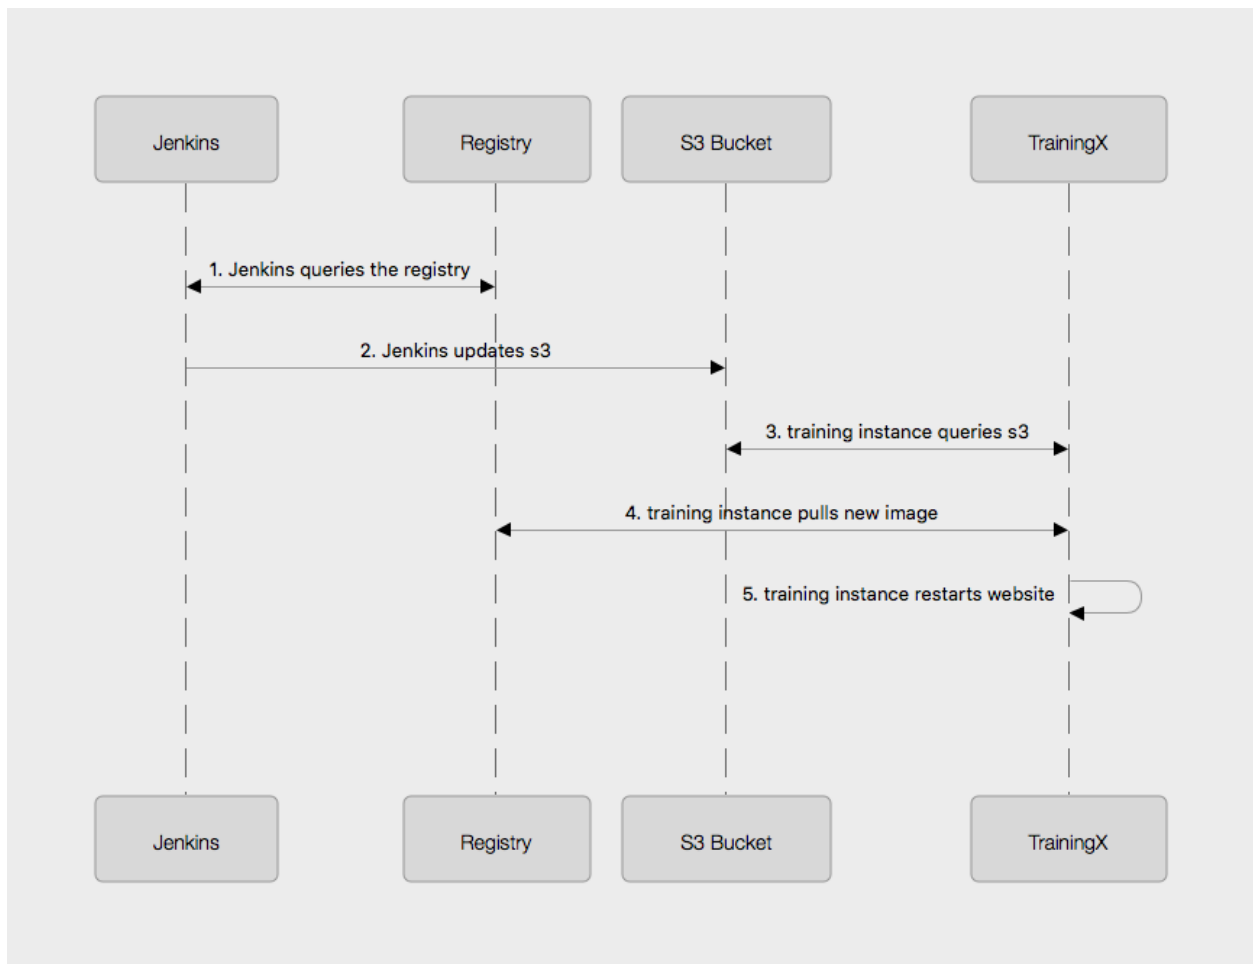 Jenkins
Registry
S3 Bucket
TrainingX
1. Jenkins queries the registry
2. Jenkins updates s3
3. training instance queries s3
4. training instance pulls new image
5. training instance restarts website
Jenkins
Registry
S3 Bucket
TrainingX